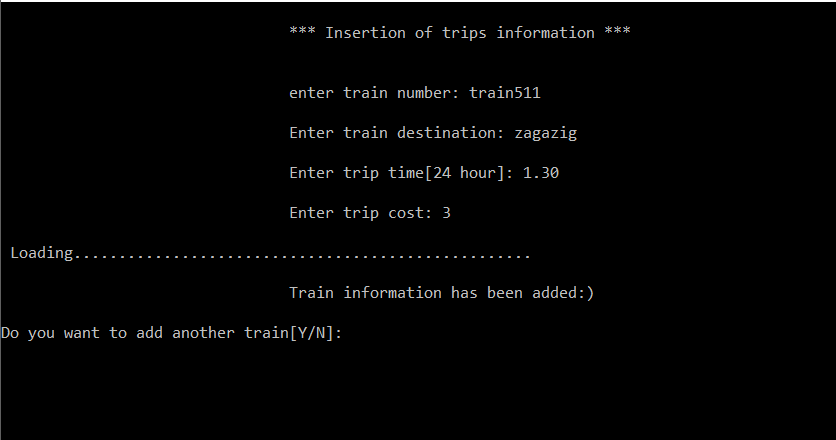 *** Insertion of trips information ***
enter train number: train511
Enter train destination: zagazig
Enter trip time[24 hour]: 1.30
Enter trip cost: 3
Loading...................................................
Train information has been added:)
Do you want to add another train[Y/N]: